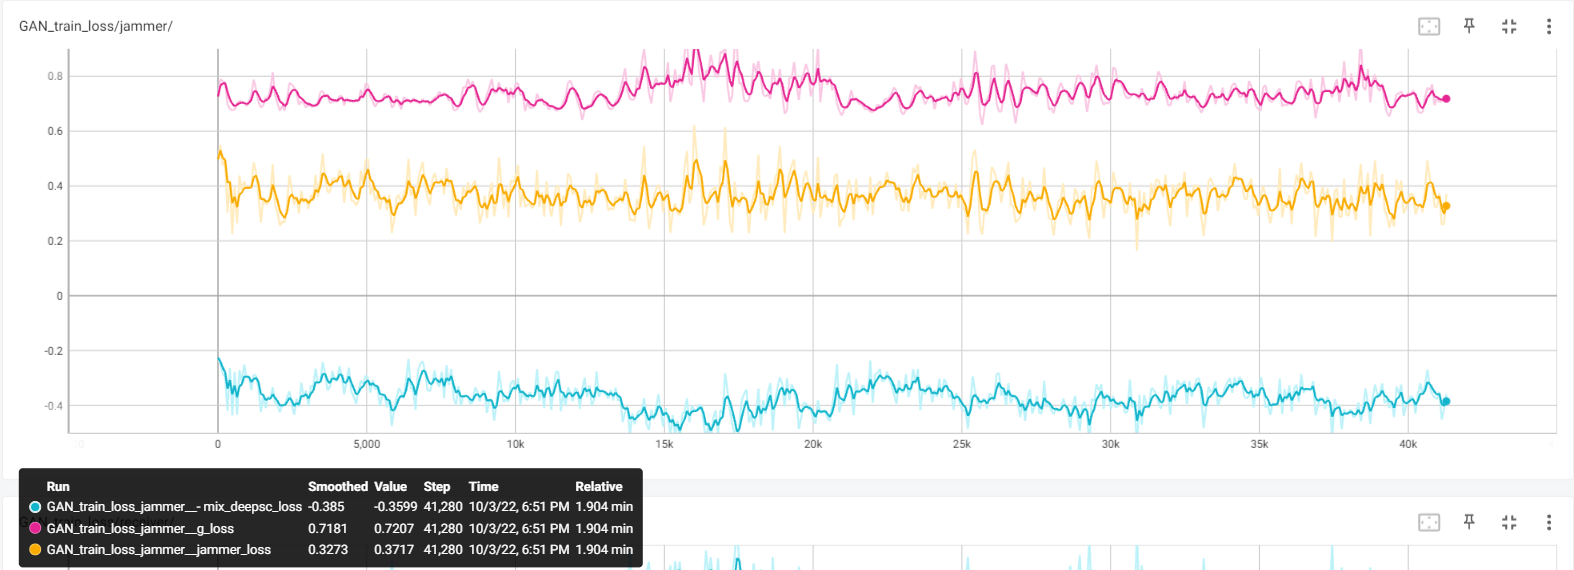 GAN_train_loss/jammer/
0.8
0.6
0.4
0.2
0
-0.2
-0.4
0 5,000 10k 15k 20k 25k 30k 35k 40k
Run Smoothed Value Step Time Relative
GAN_train_loss_jammer__- mix_deepsc_loss -0.385 -0.3599 41,280 10/3/22, 6:51 PM 1.904 min
GAN_train_loss_jammer__g_loss 0.7181 0.7207 41,280 10/3/22, 6:51 PM 1.904 min
GAN_train_loss_jammer__jammer_loss 0.3273 0.3717 41,280 10/3/22, 6:51 PM 1.904 min